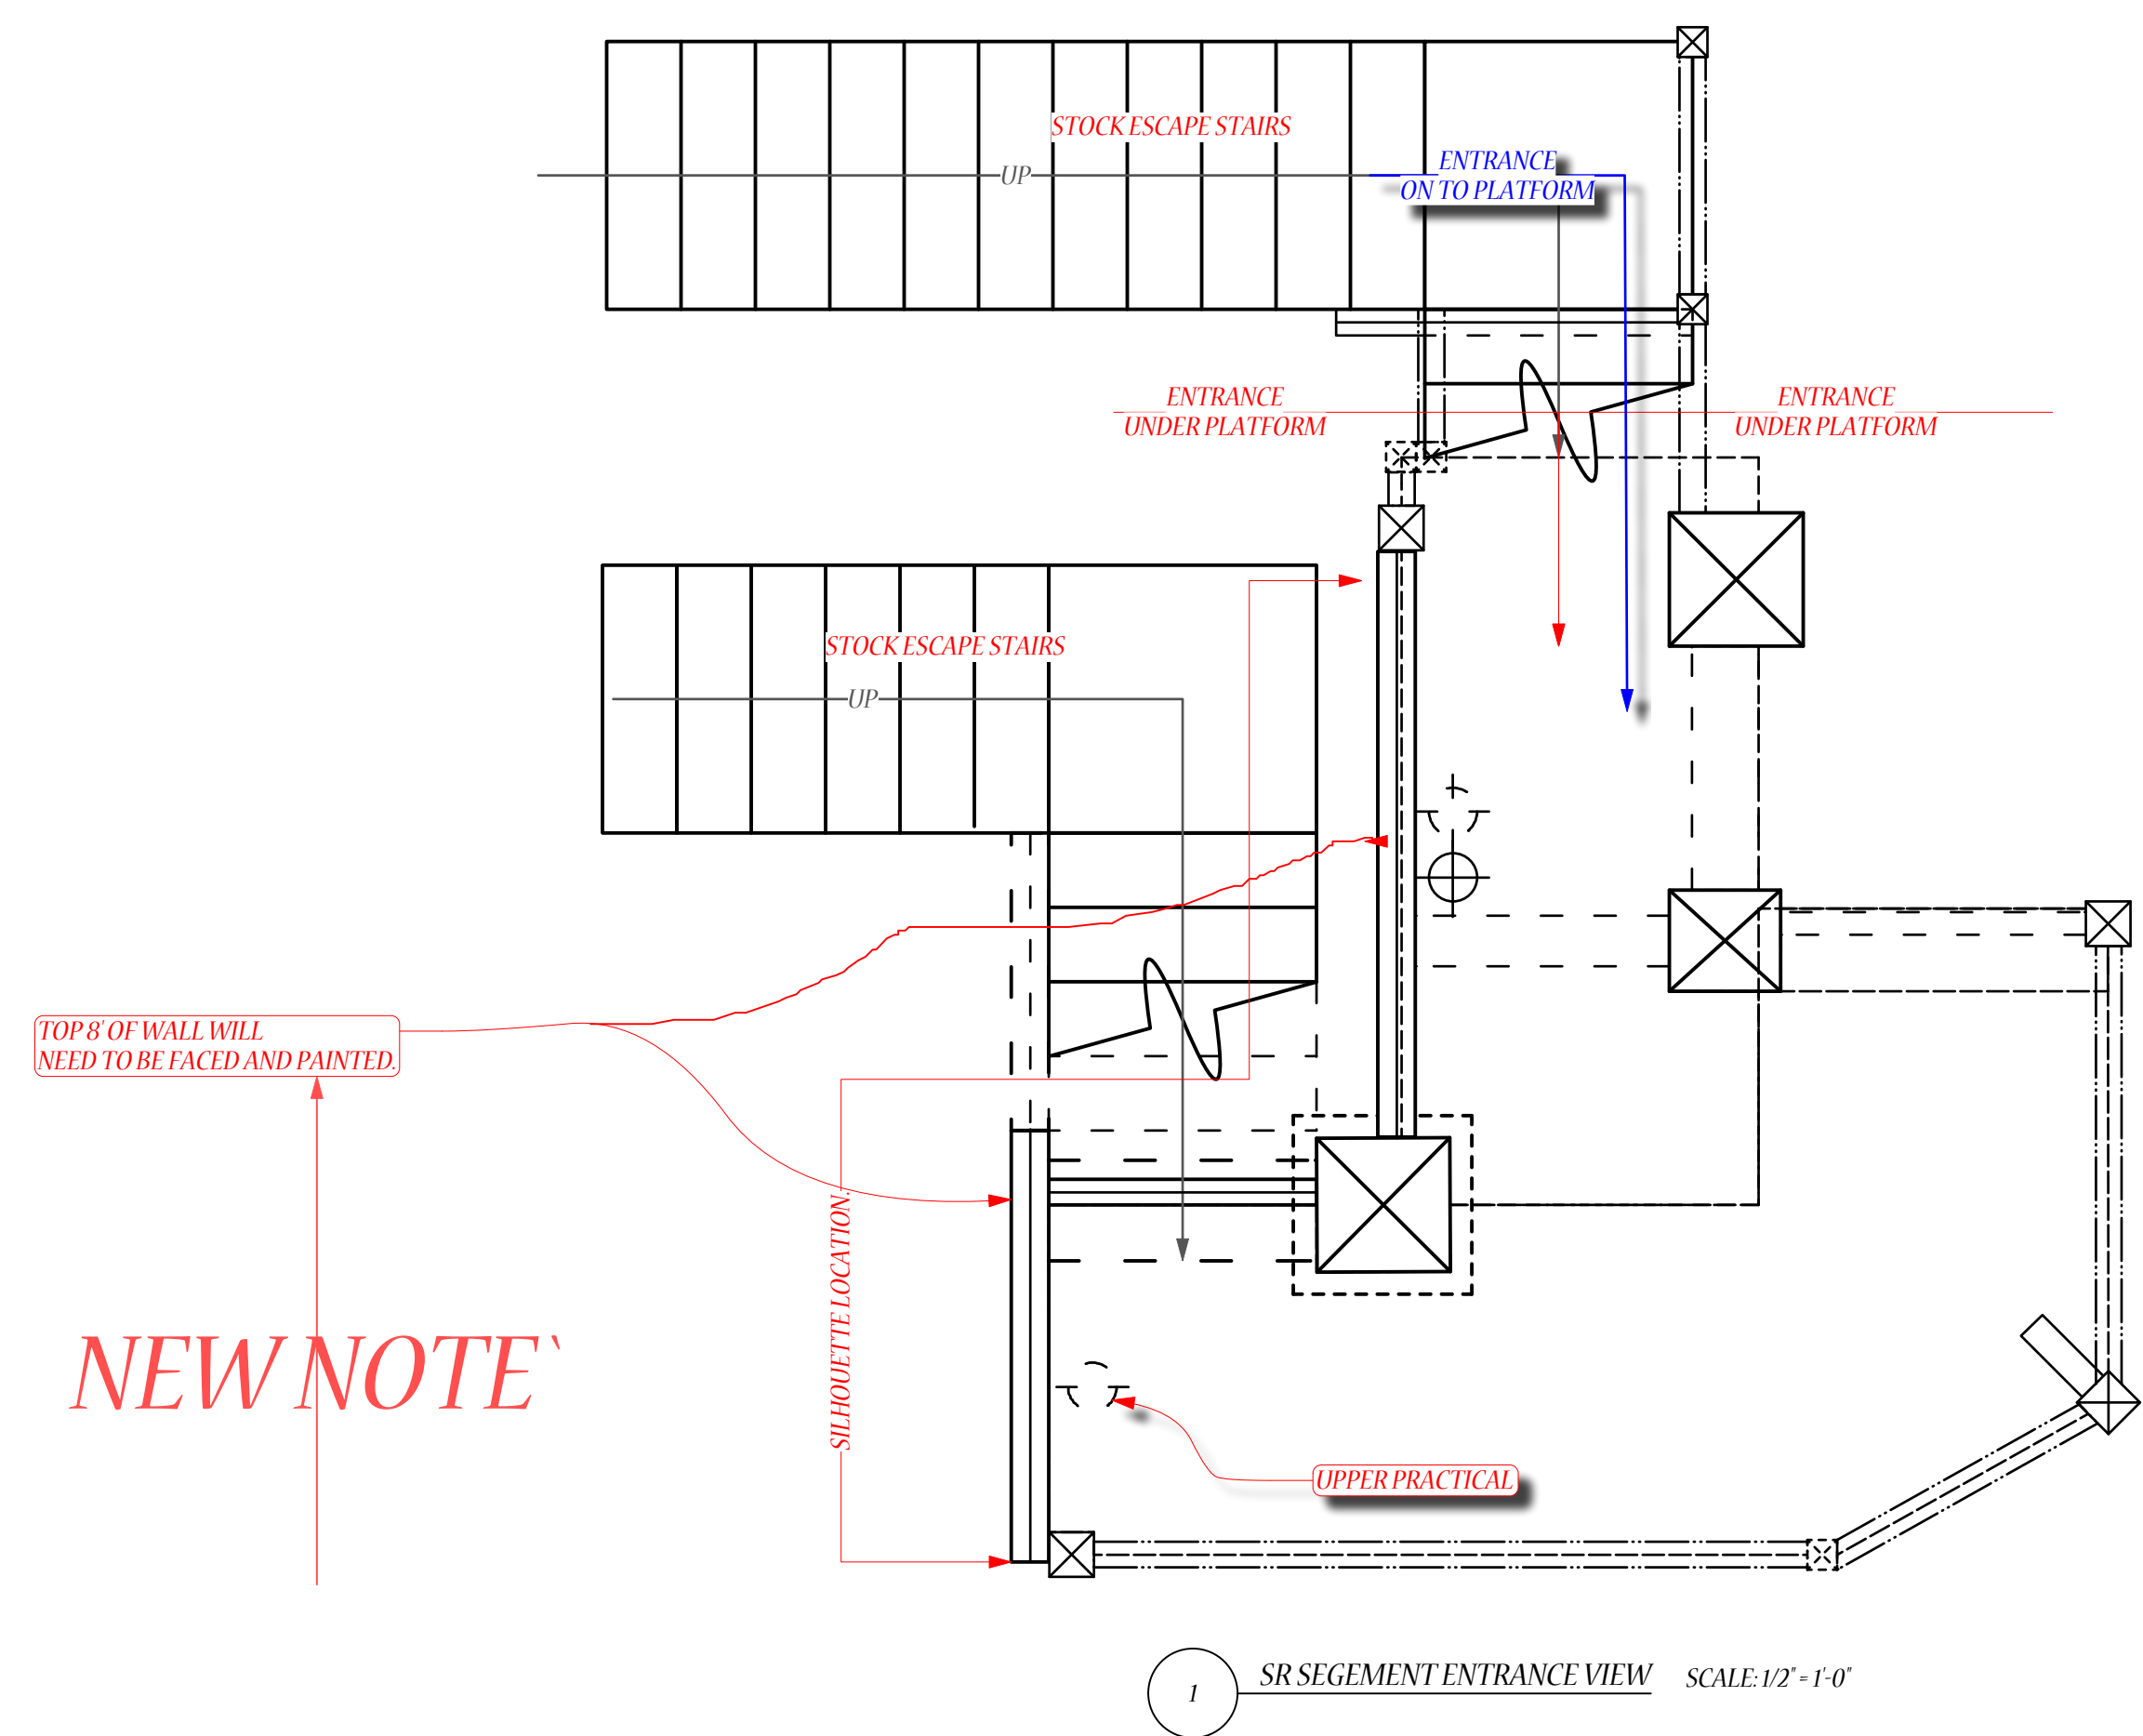 STOCK ESCAPE STAIRS
ENTRANCE
ON TO PLATFORM
UP
ENTRANCE
UNDER PLATFORM
ENTRANCE
UNDER PLATFORM
STOCK ESCAPE STAIRS
UP
TOP 8' OF WALL WILL
NEED TO BE FACED AND PAINTED.
SILHOUETTE LOCATION.
NEW NOTE`
UPPER PRACTICAL
1
SR SEGEMENT ENTRANCE VIEW
SCALE: 1/2" = 1'-0"